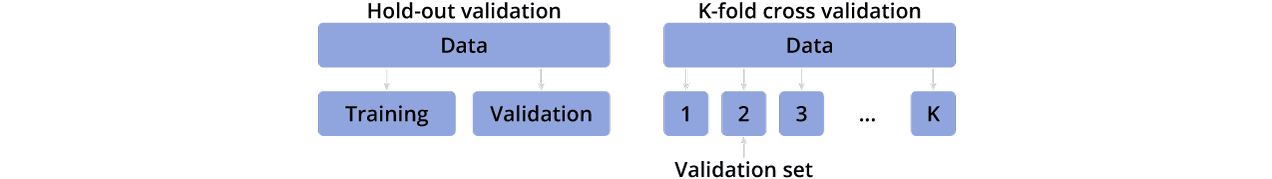 Hold-out validation
Data
Training Validation
K-fold cross validation
Data
1 2 3 ... K
Validation set